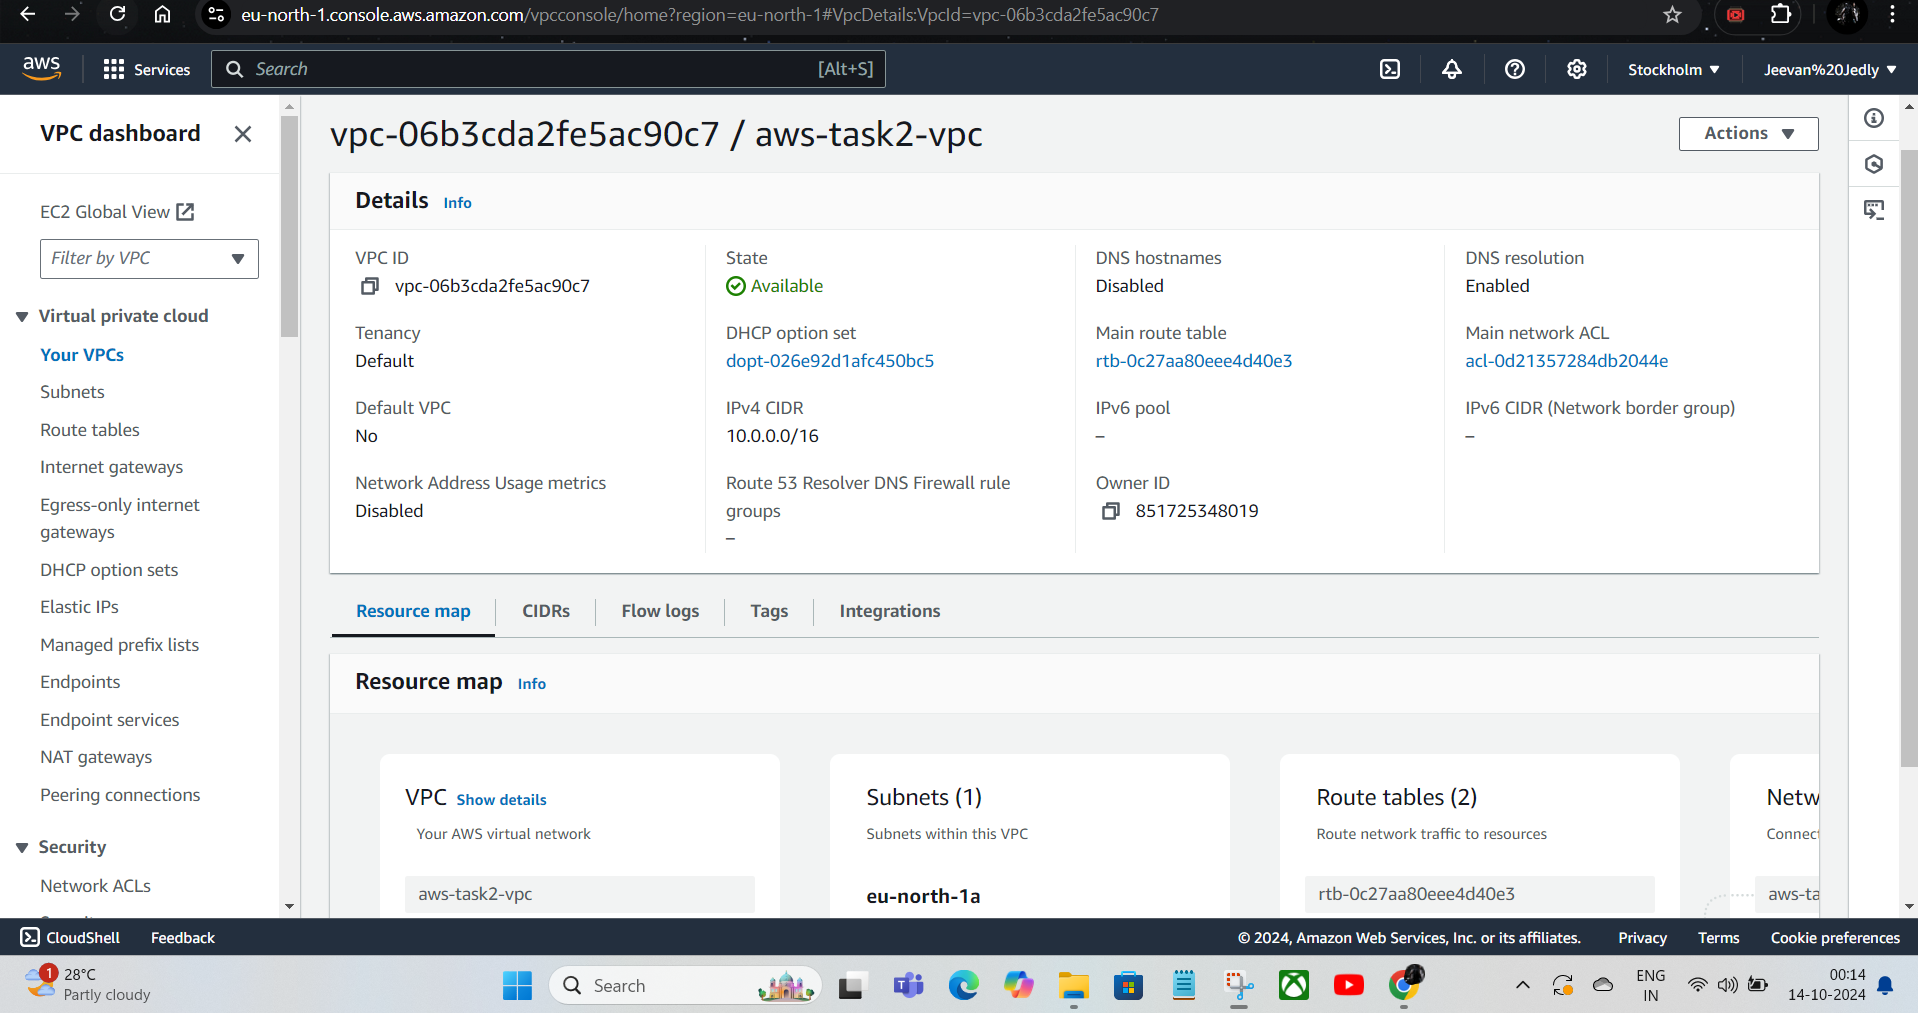 eu-north-1.console.aws.amazon.com/vpcconsole/home?region=eu-north-1#VpcDetails:VpcId=vpc-06b3cda2fe5ac90c7
aws Services Search [Alt+S] Stockholm Jeevan%20Jedly
VPC dashboard
EC2 Global View
Filter by VPC
Virtual private cloud
Your VPCs
Subnets
Route tables
Internet gateways
Egress-only internet
gateways
DHCP option sets
Elastic IPs
Managed prefix lists
Endpoints
Endpoint services
NAT gateways
Peering connections
Security
Network ACLs
vpc-06b3cda2fe5ac90c7 / aws-task2-vpc
Actions
Details Info
VPC ID
vpc-06b3cda2fe5ac90c7
State
Available
DNS hostnames
Disabled
DNS resolution
Enabled
Tenancy
Default
DHCP option set
dopt-026e92d1afc450bc5
Main route table
rtb-0c27aa80eee4d40e3
Main network ACL
acl-0d21357284db2044e
Default VPC
No
IPv4 CIDR
10.0.0.0/16
IPv6 pool
–
IPv6 CIDR (Network border group)
–
Network Address Usage metrics
Disabled
Route 53 Resolver DNS Firewall rule
groups
–
Owner ID
851725348019
Resource map CIDRs Flow logs Tags Integrations
Resource map Info
VPC Show details
Your AWS virtual network
aws-task2-vpc
Subnets (1)
Subnets within this VPC
eu-north-1a
Route tables (2)
Route network traffic to resources
rtb-0c27aa80eee4d40e3
Netw
Connect
aws-ta
CloudShell Feedback © 2024, Amazon Web Services, Inc. or its affiliates. Privacy Terms Cookie preferences
1
28°C
Partly cloudy
Search
ENG
IN
00:14
14-10-2024